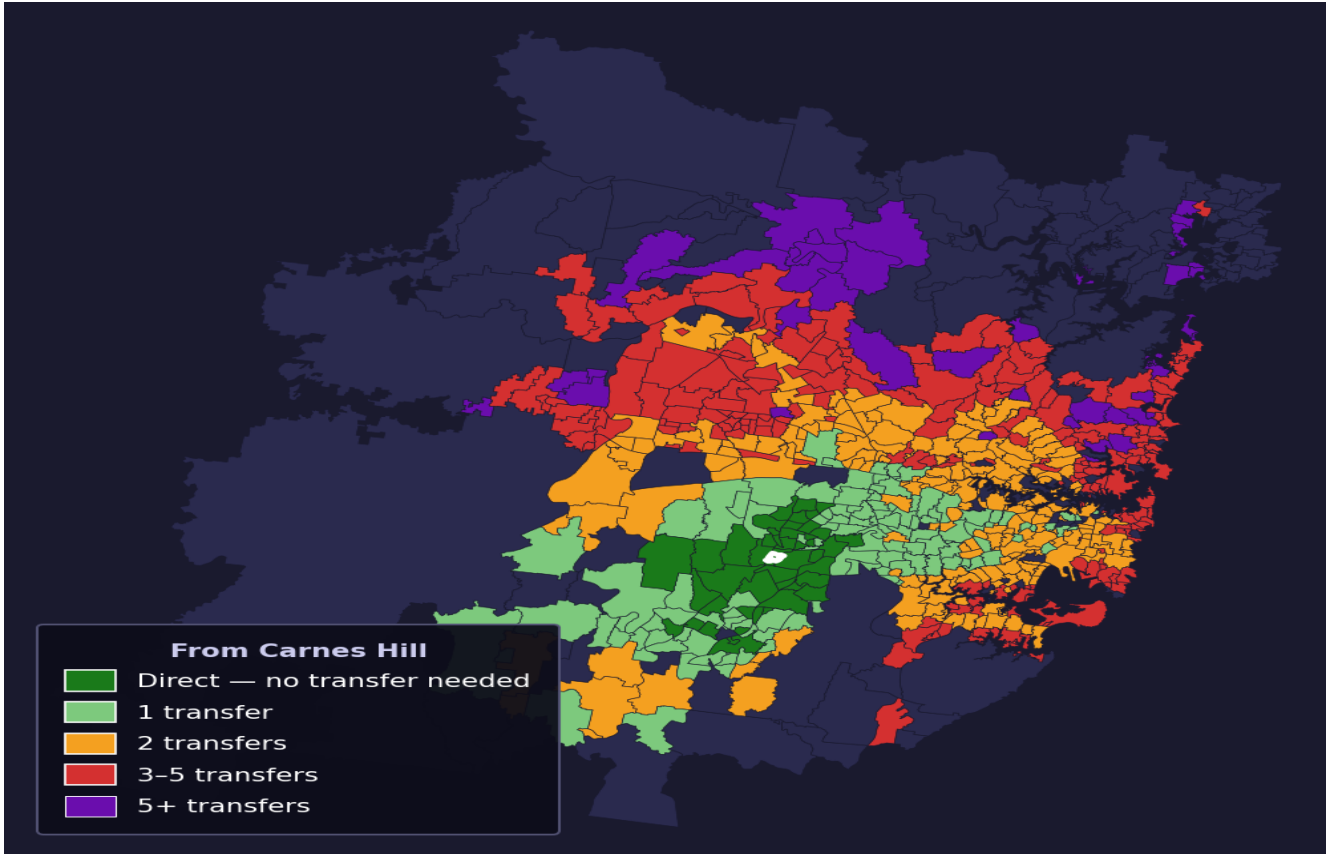 From Carnes Hill
Direct — no transfer needed
1 transfer
2 transfers
3–5 transfers
5+ transfers